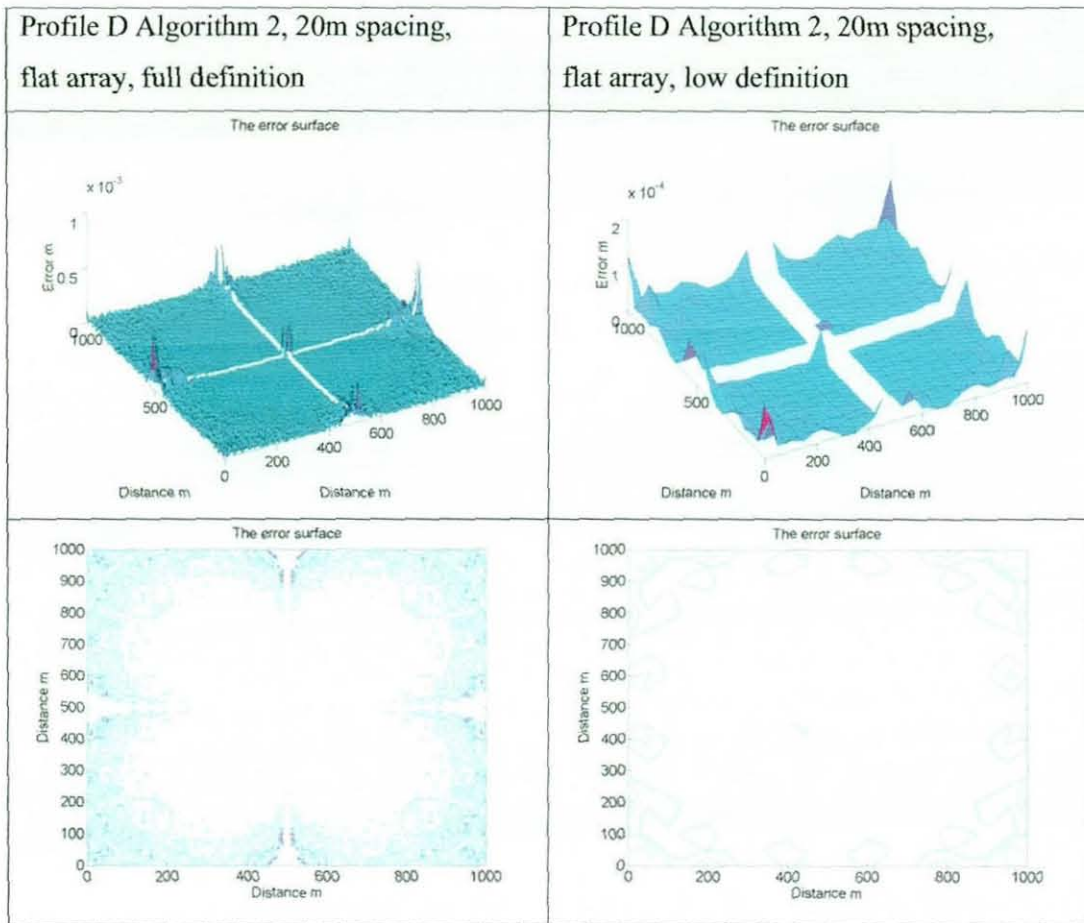 Profile D Algorithm 2, 20m spacing,
flat array, full definition
Profile D Algorithm 2, 20m spacing,
flat array, low definition
The error surface
x 10-3
1
0.5
0
Error m
1000
500
0
200
400
600
800
1000
Distance m
Distance m
The error surface
x 10-4
2
1
0
Error m
1000
500
0
200
400
600
800
1000
Distance m
Distance m
The error surface
1000
900
800
700
600
500
400
300
200
100
0
Distance m
0
200
400
600
800
1000
Distance m
The error surface
1000
900
800
700
600
500
400
300
200
100
0
Distance m
0
200
400
600
800
1000
Distance m